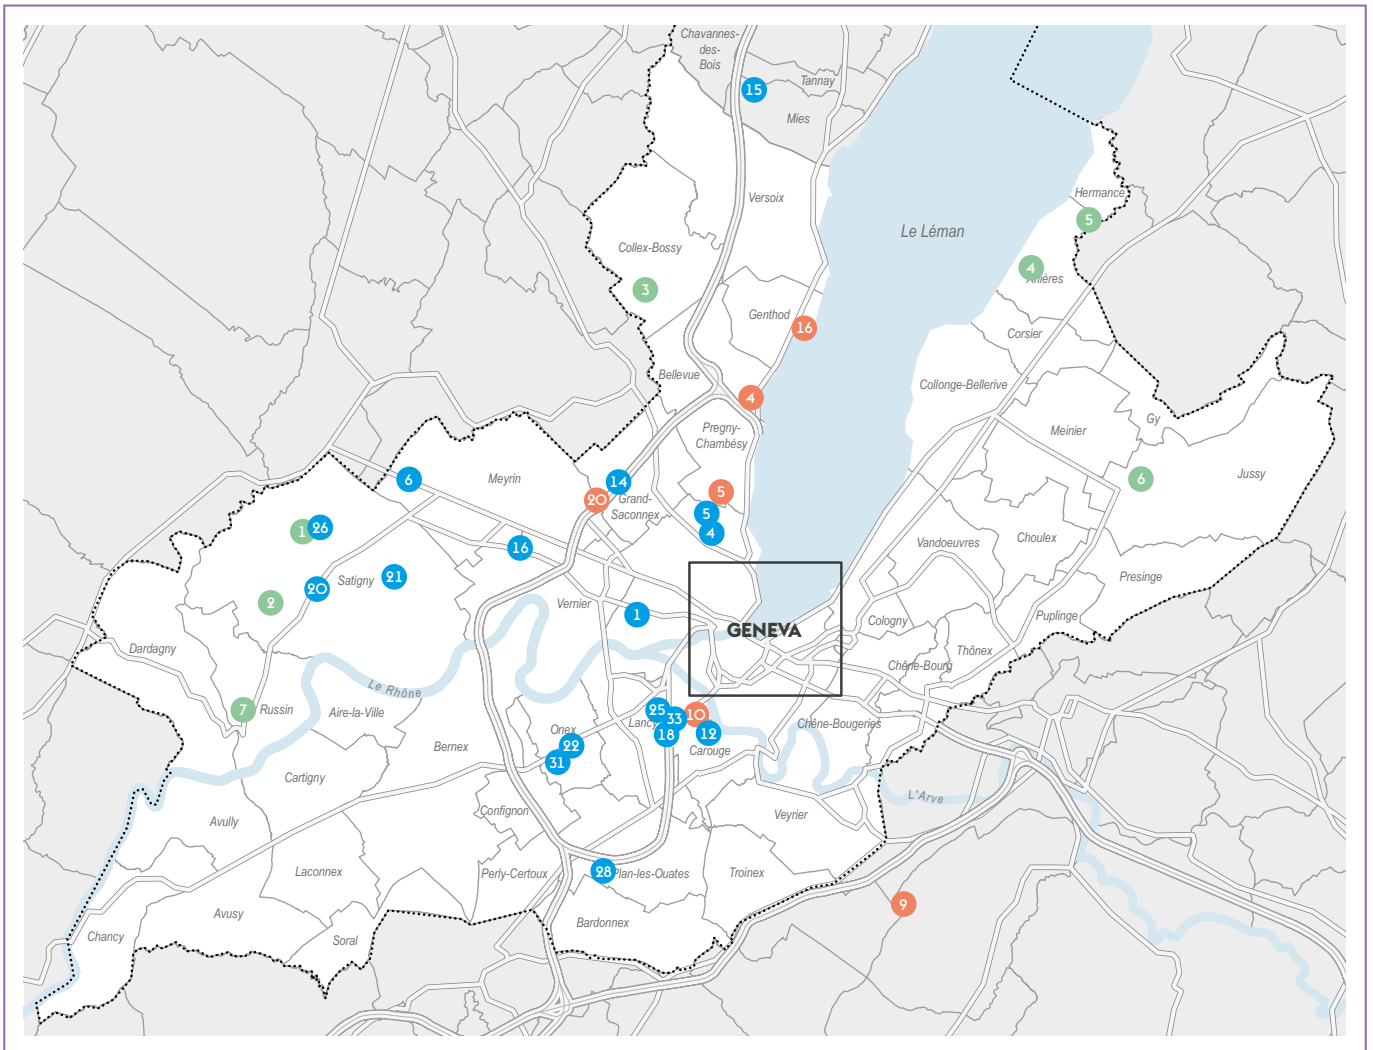 Chavannes-
des-
Bois
Tannay
15
Mies
Versoix
Hermance
5
Le Léman
Collex-Bossy
4
Anières
3
Genthod
16
Corsier
Bellevue
Collonge-Bellerive
4
Gy
Pregny-
Chambésy
Meinier
Meyrin
6
14
20
Grand-
Saconnex
5
5
4
6
Jussy
1
26
16
Vandoeuvres
Choulex
Satigny
21
20
2
Presinge
Vernier
1
Puplinge
GENEVA
Cologny
Dardagny
Thônex
Chêne-Bourg
Le Rhône
7
Russin
Aire-la-Ville
25
33
10
Lancy
18
12
Carouge
Chêne-Bougeries
Onex
22
31
Bernex
Cartigny
L'Arve
Confignon
Veyrier
Avully
Laconnex
Perly-Certoux
28
Plan-les-Ouates
Troinex
9
Avusy
Bardonnex
Chancy
Soral